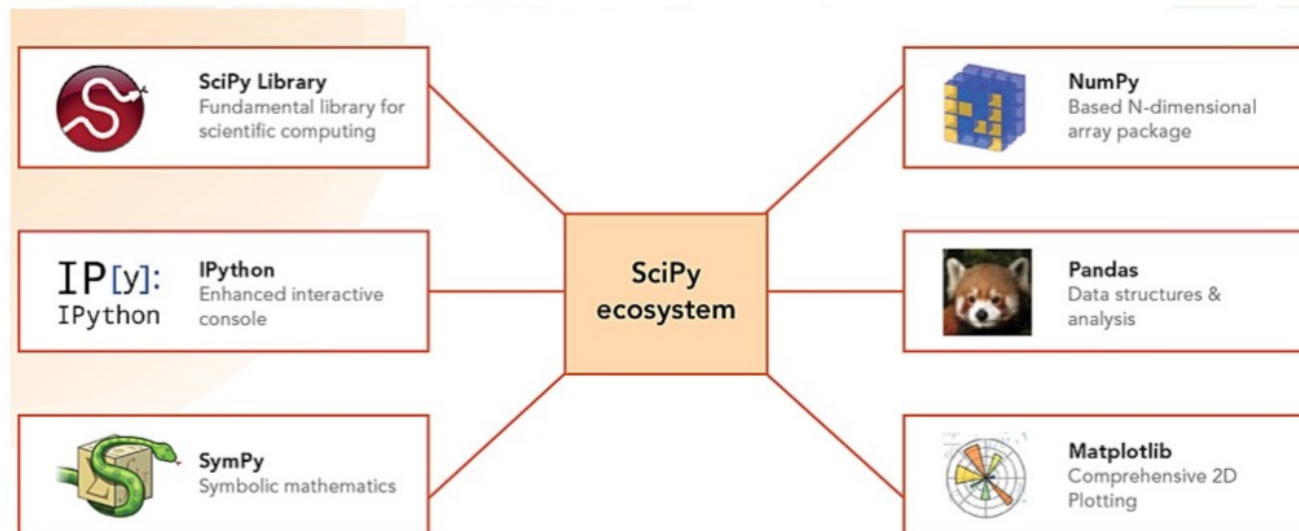 SciPy Library
Fundamental library for
scientific computing
IP[y]:
IPython
IPython
Enhanced interactive
console
SymPy
Symbolic mathematics
SciPy
ecosystem
NumPy
Based N-dimensional
array package
Pandas
Data structures &
analysis
Matplotlib
Comprehensive 2D
Plotting